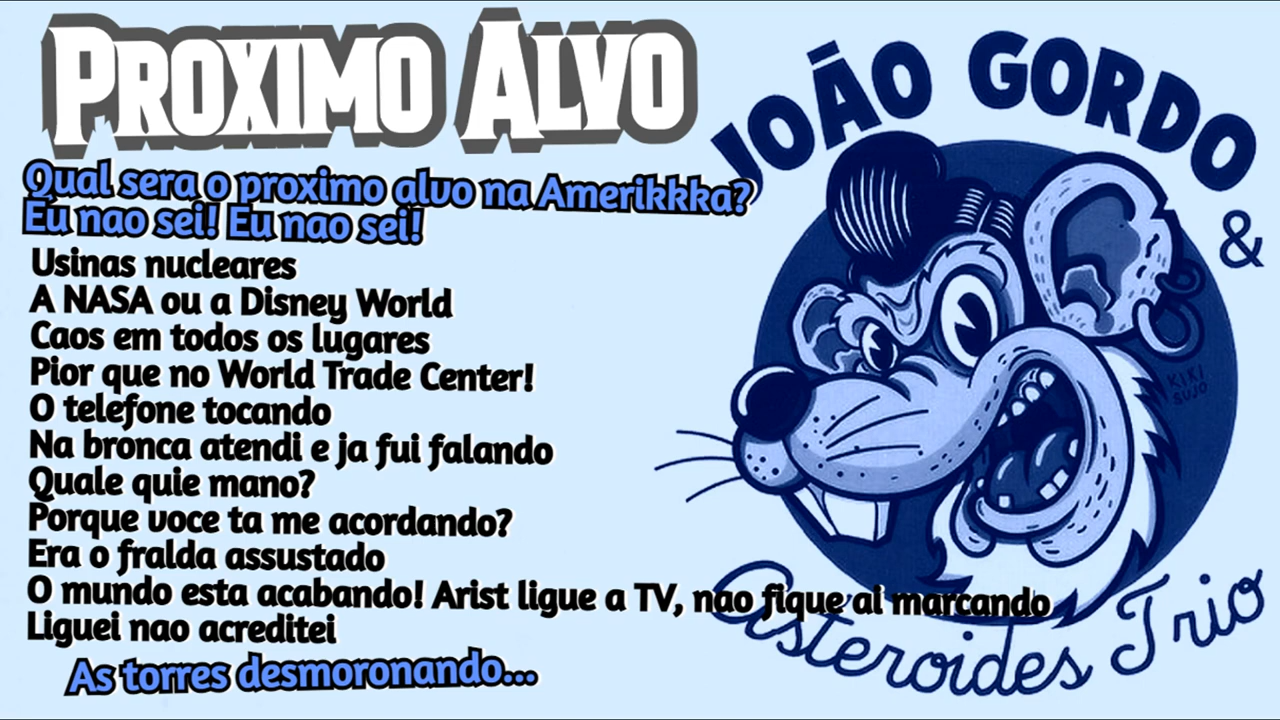 PROXIMO ALVO
Qual sera o proximo alvo na Amerikkka?
Eu nao sei! Eu nao sei!
Usinas nucleares
A NASA ou a Disney World
Caos em todos os lugares
Pior que no World Trade Center!
O telefone tocando
Na bronca atendi e ja fui falando
Quale quie mano?
Porque voce ta me acordando?
Era o fralda assustado
O mundo esta acabando! Arist ligue a TV, nao fique ai marcando
Liguei nao acreditei
As torres desmoronando...
JOÃO GORDO
&
Asteroides Trio
KIKI
SUJO